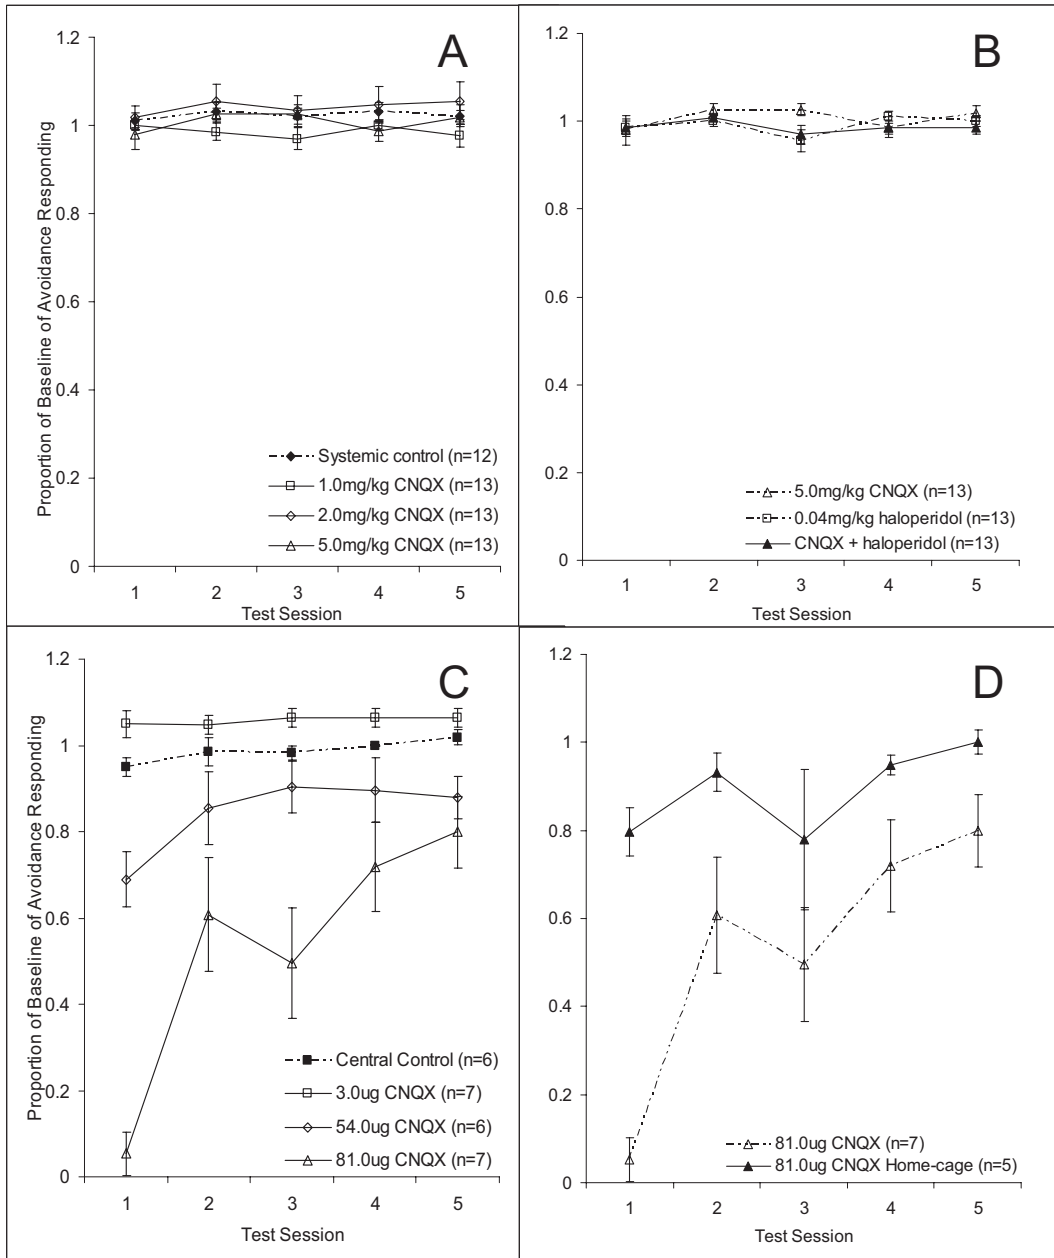 A
1.2
1
0.8
0.6
0.4
0.2
0
Proportion of Baseline of Avoidance Responding
Systemic control (n=12)
1.0mg/kg CNQX (n=13)
2.0mg/kg CNQX (n=13)
5.0mg/kg CNQX (n=13)
1 2 3 4 5
Test Session
B
1.2
1
0.8
0.6
0.4
0.2
0
5.0mg/kg CNQX (n=13)
0.04mg/kg haloperidol (n=13)
CNQX + haloperidol (n=13)
1 2 3 4 5
Test Session
C
1.2
1
0.8
0.6
0.4
0.2
0
Proportion of Baseline of Avoidance Responding
Central Control (n=6)
3.0ug CNQX (n=7)
54.0ug CNQX (n=6)
81.0ug CNQX (n=7)
1 2 3 4 5
Test Session
D
1.2
1
0.8
0.6
0.4
0.2
0
81.0ug CNQX (n=7)
81.0ug CNQX Home-cage (n=5)
1 2 3 4 5
Test Session